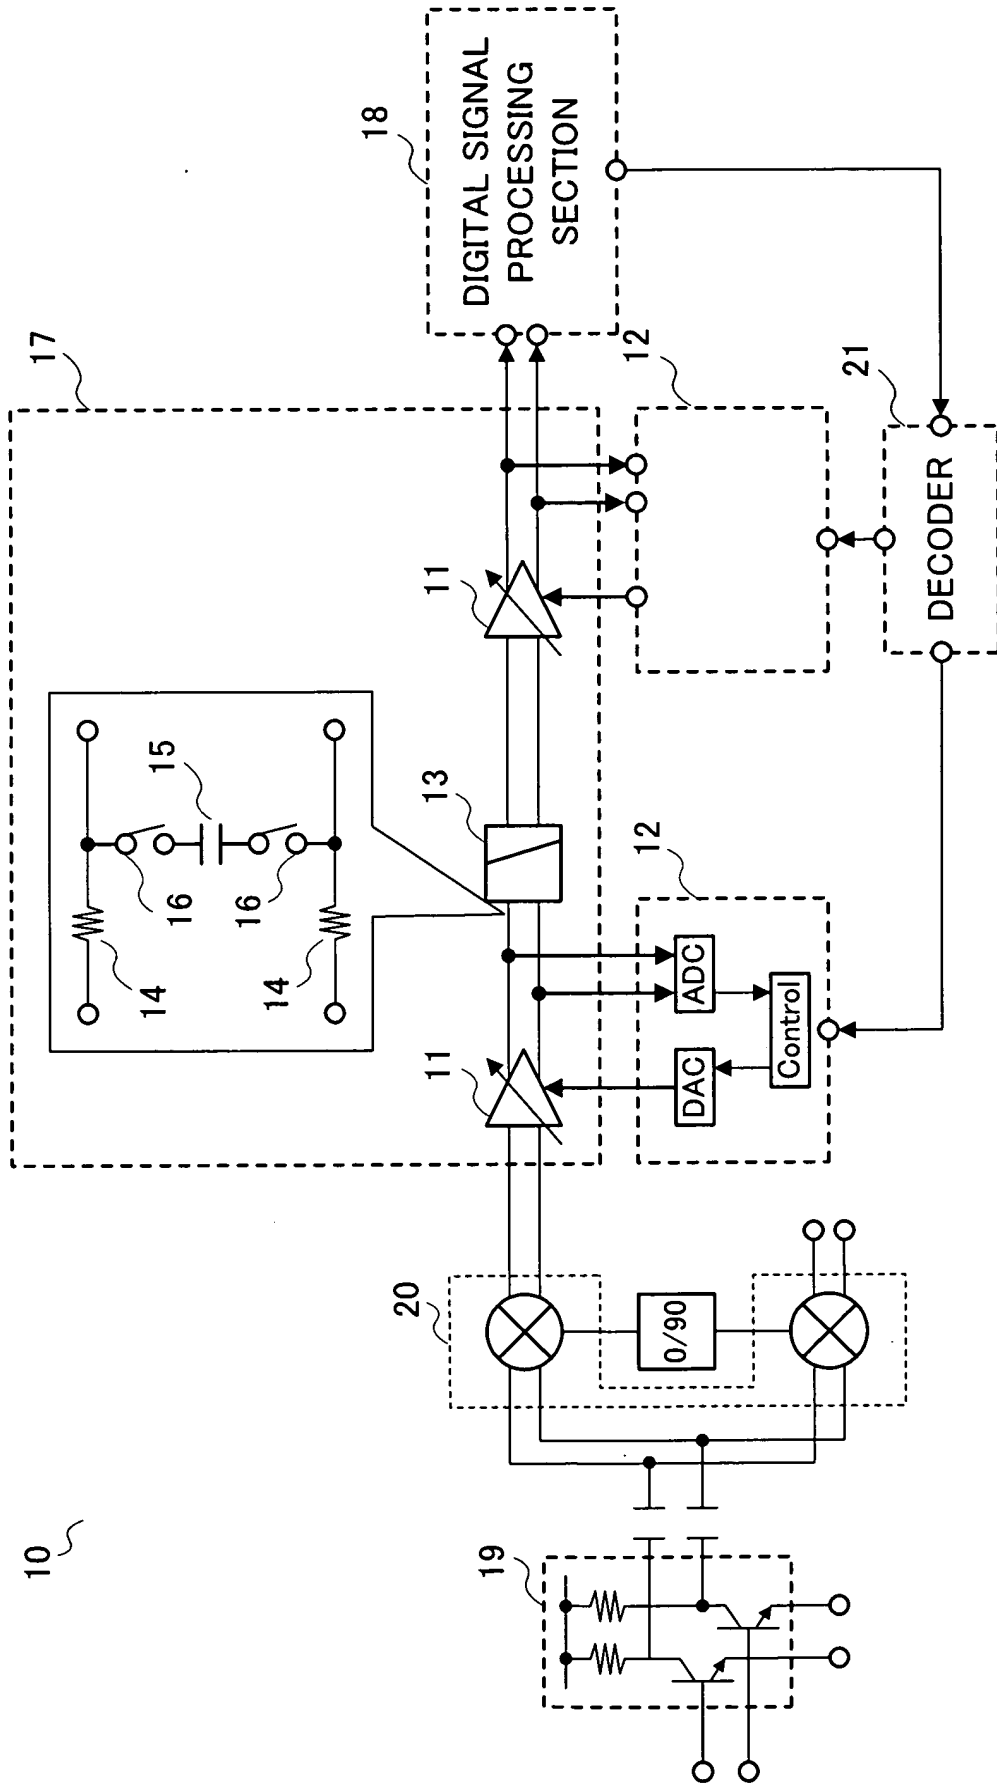 10
17
18
DIGITAL SIGNAL
PROCESSING
SECTION
15
16
16
14
14
13
11
11
12
12
ADC
DAC
Control
21
DECODER
20
0/90
19